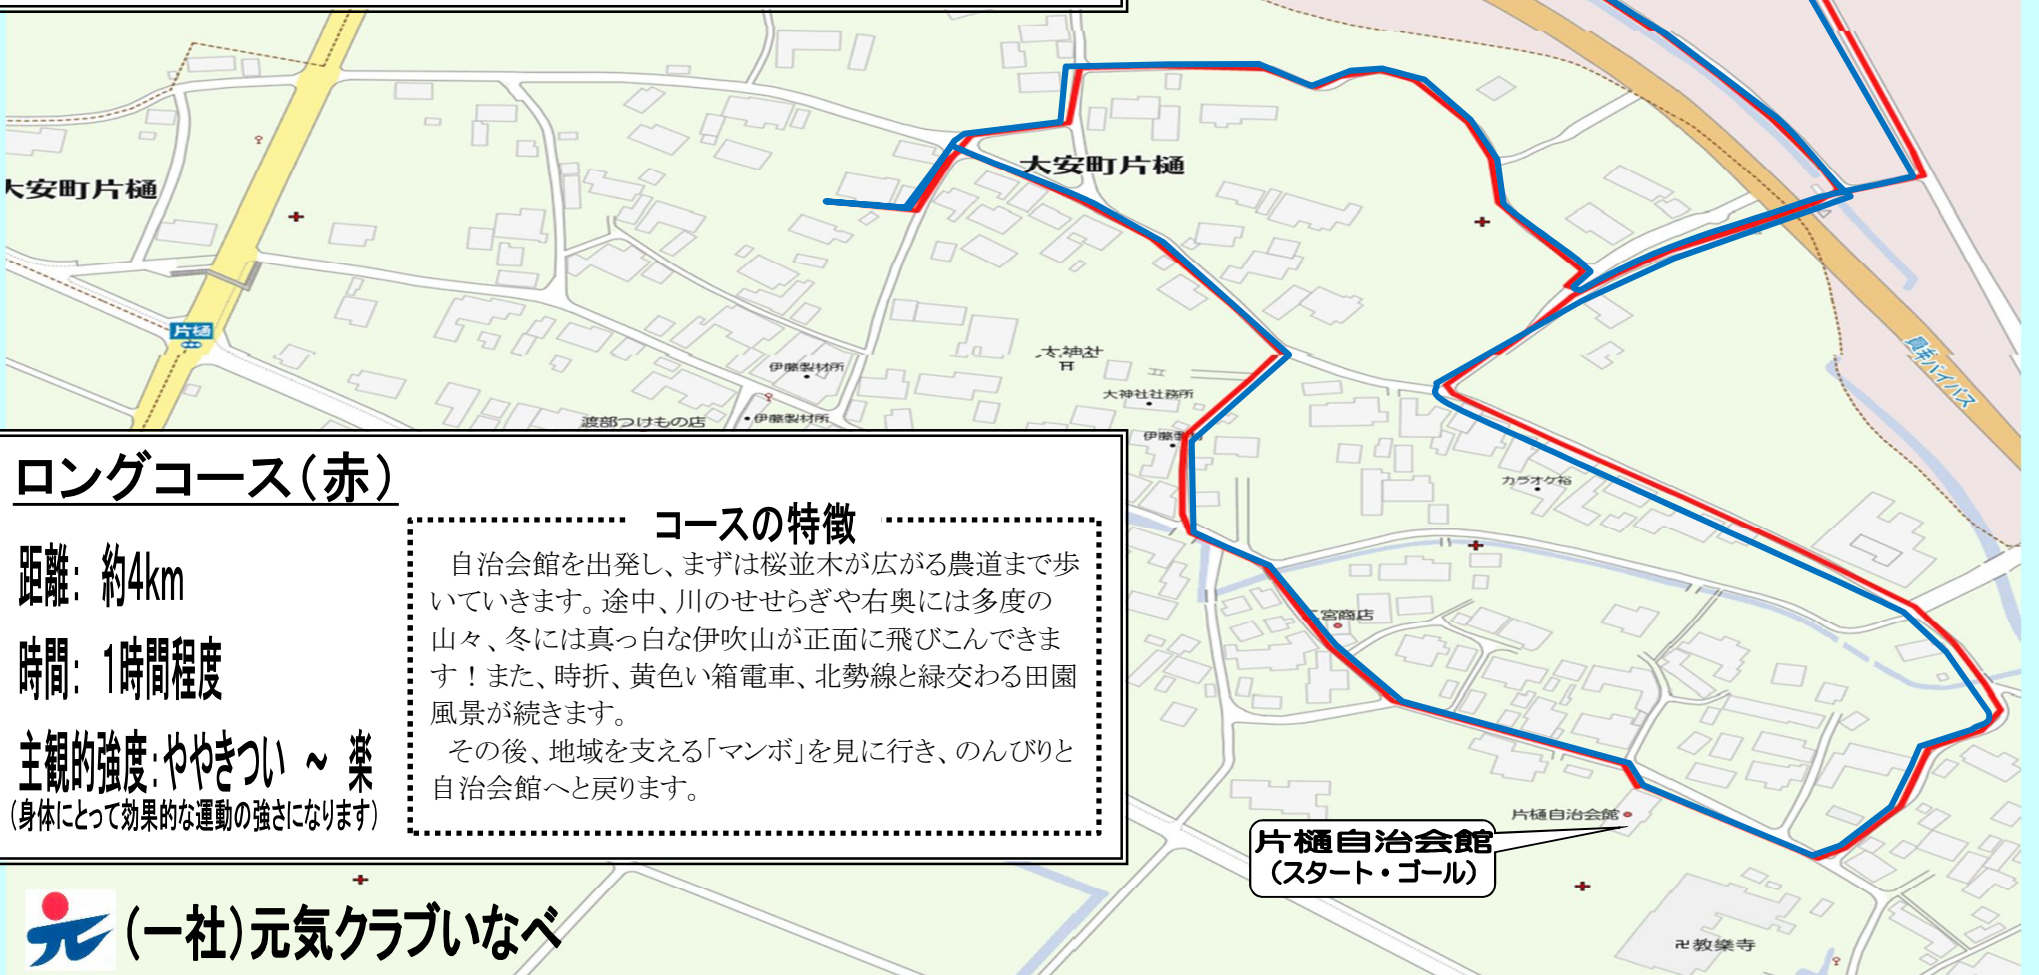 大安町片樋
大安町片樋
片樋
伊藤製材所
大神社
大神社社務所
渡部つけもの店
伊藤製材所
伊藤製材
カラオケ裕
員弁バイパス
ロングコース(赤)
距離: 約4km
時間: 1時間程度
主観的強度:ややきつい ~ 楽
(身体にとって効果的な運動の強さになります)
コースの特徴
自治会館を出発し、まずは桜並木が広がる農道まで歩
いていきます。途中、川のせせらぎや右奥には多度の
山々、冬には真っ白な伊吹山が正面に飛びこんできま
す!また、時折、黄色い箱電車、北勢線と緑交わる田園
風景が続きます。
その後、地域を支える「マンボ」を見に行き、のんびりと
自治会館へと戻ります。
宮商店
片樋自治会館
片樋自治会館
(スタート・ゴール)
卍教樂寺
(一社)元気クラブいなべ